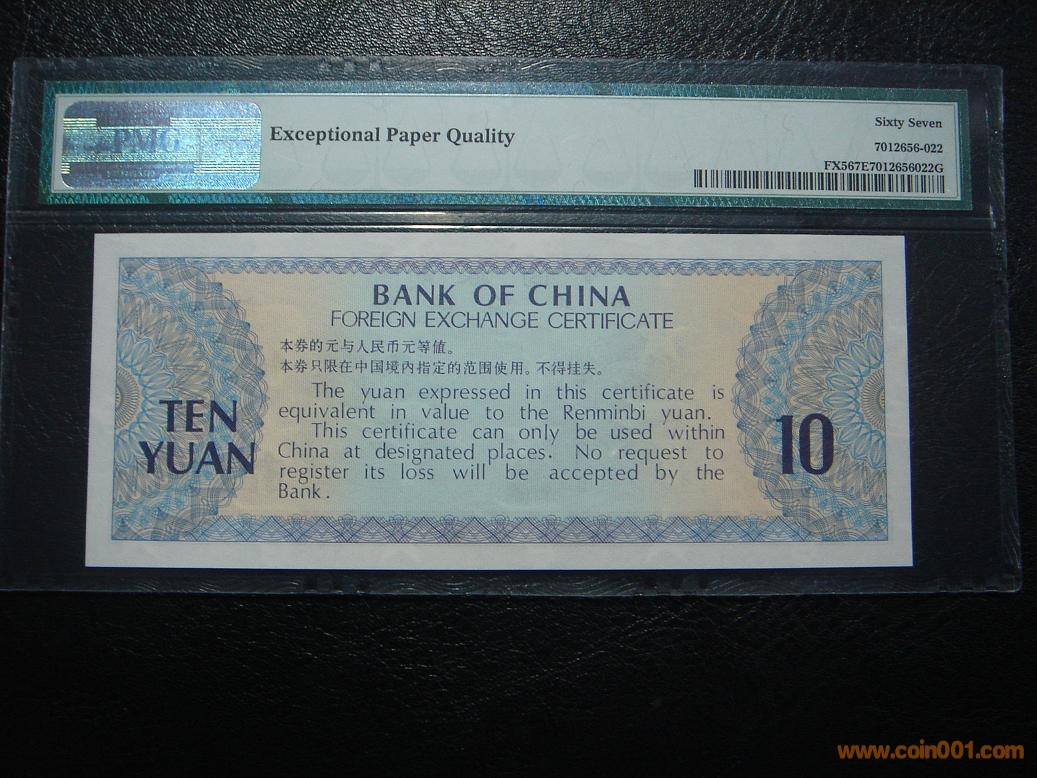 PMG
Exceptional Paper Quality
Sixty Seven
7012656-022
FX567E7012656022G
BANK OF CHINA
FOREIGN EXCHANGE CERTIFICATE
本券的元与人民币元等值。
本券只限在中国境内指定的范围使用。不得挂失。
The yuan expressed in this certificate is
equivalent in value to the Renminbi yuan.
This certificate can only be used within
China at designated places. No request to
register its loss will be accepted by the
Bank.
TEN
YUAN
10
www.coin001.com